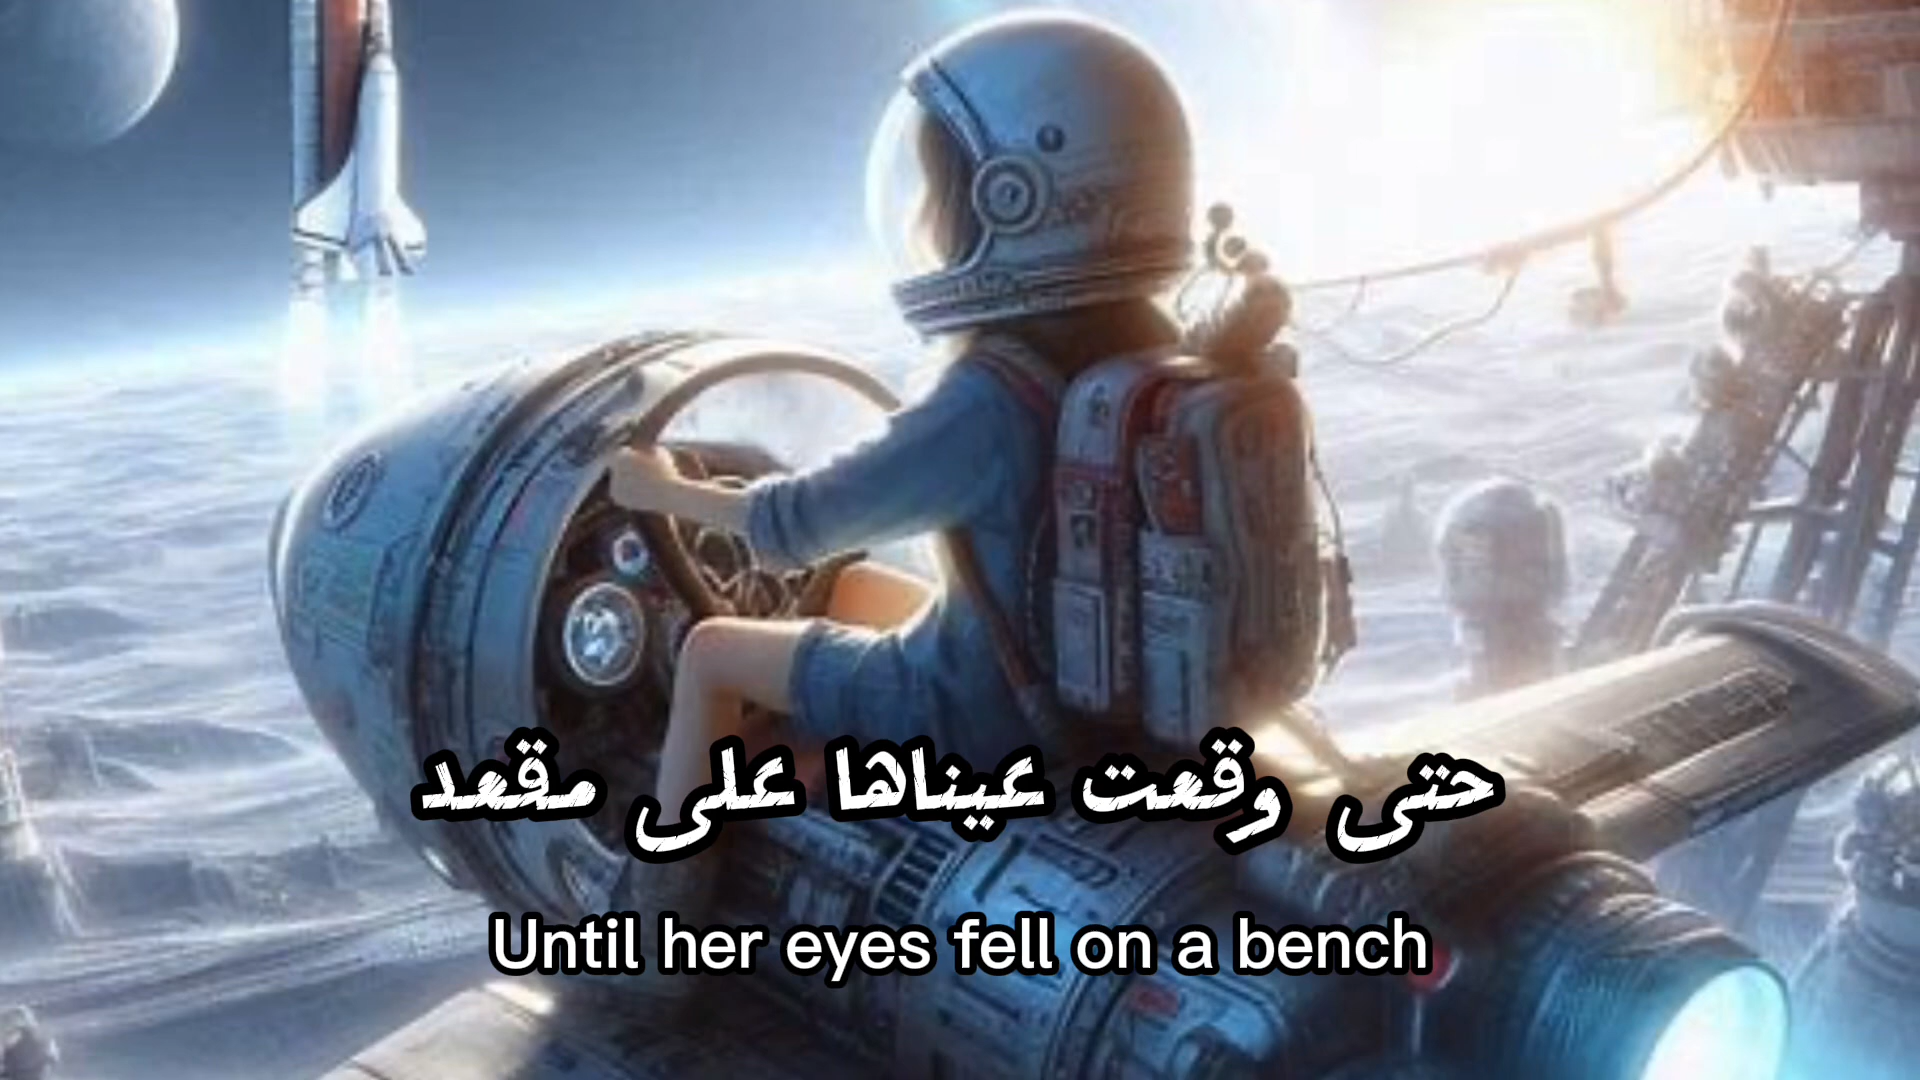 حتى وقعت عيناها على مقعد
Until her eyes fell on a bench